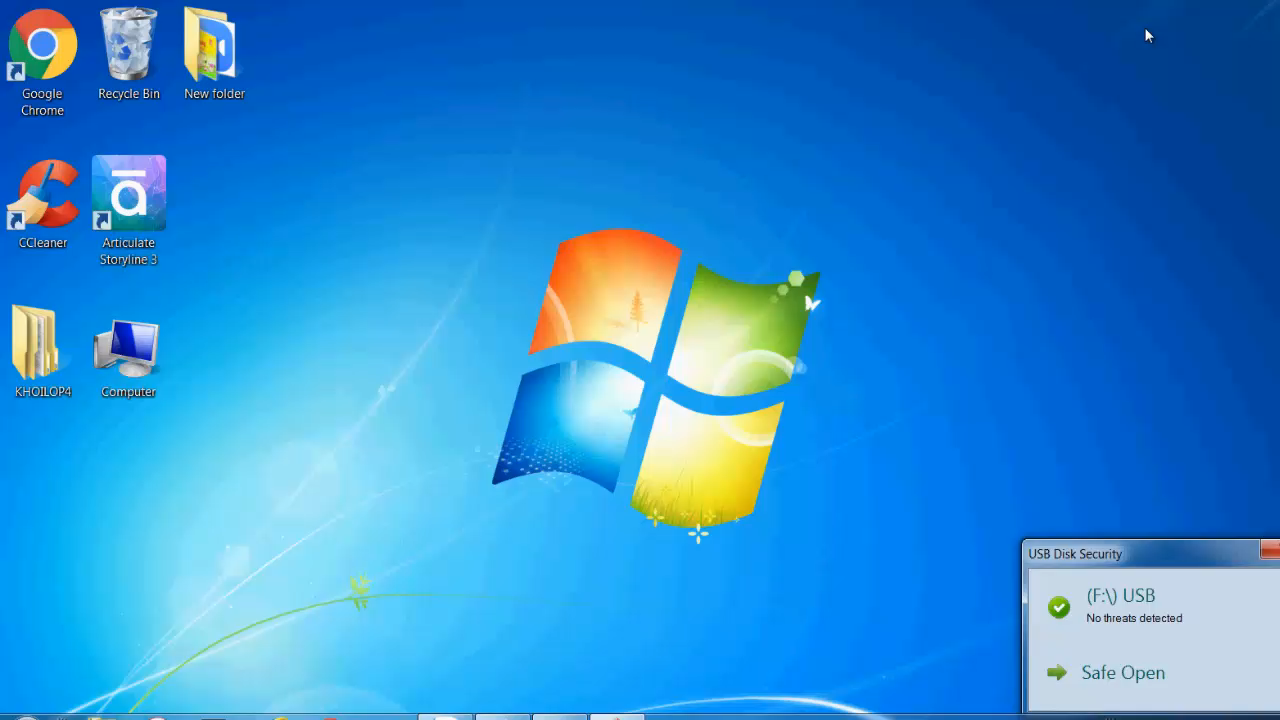 Google
Chrome
Recycle Bin
New folder
CCleaner
ā
Articulate
Storyline 3
KHOILOP4
Computer
USB Disk Security
(F:\) USB
No threats detected
Safe Open